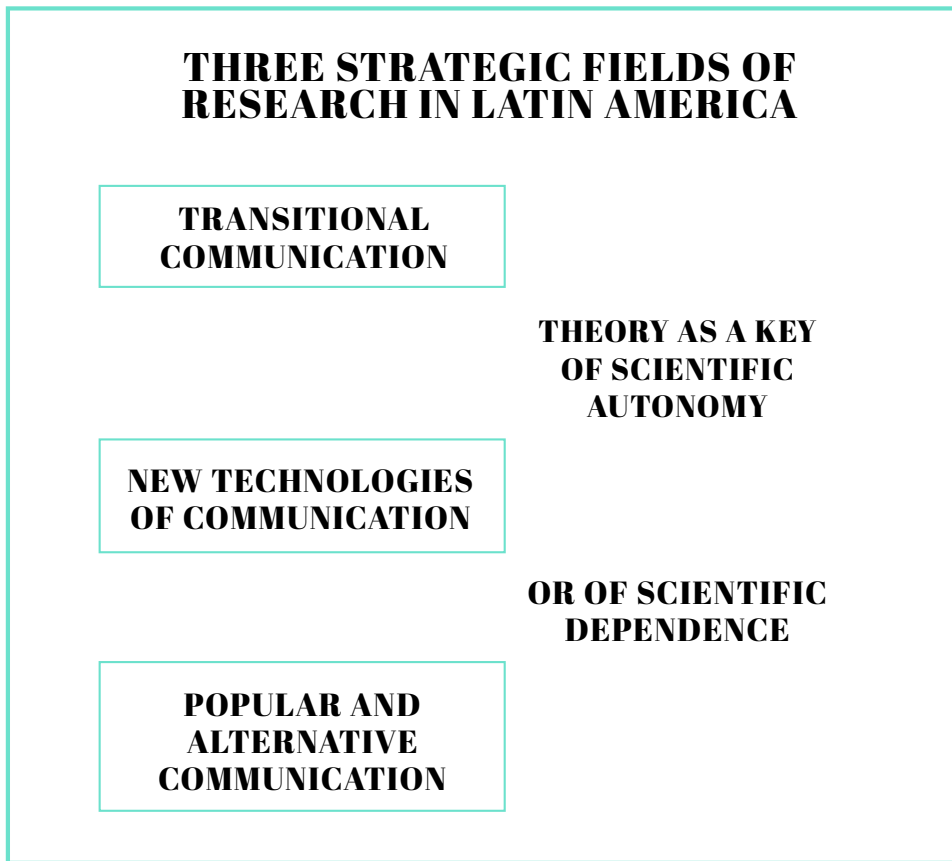 THREE STRATEGIC FIELDS OF
RESEARCH IN LATIN AMERICA
TRANSITIONAL
COMMUNICATION
THEORY AS A KEY
OF SCIENTIFIC
AUTONOMY
NEW TECHNOLOGIES
OF COMMUNICATION
OR OF SCIENTIFIC
DEPENDENCE
POPULAR AND
ALTERNATIVE
COMMUNICATION